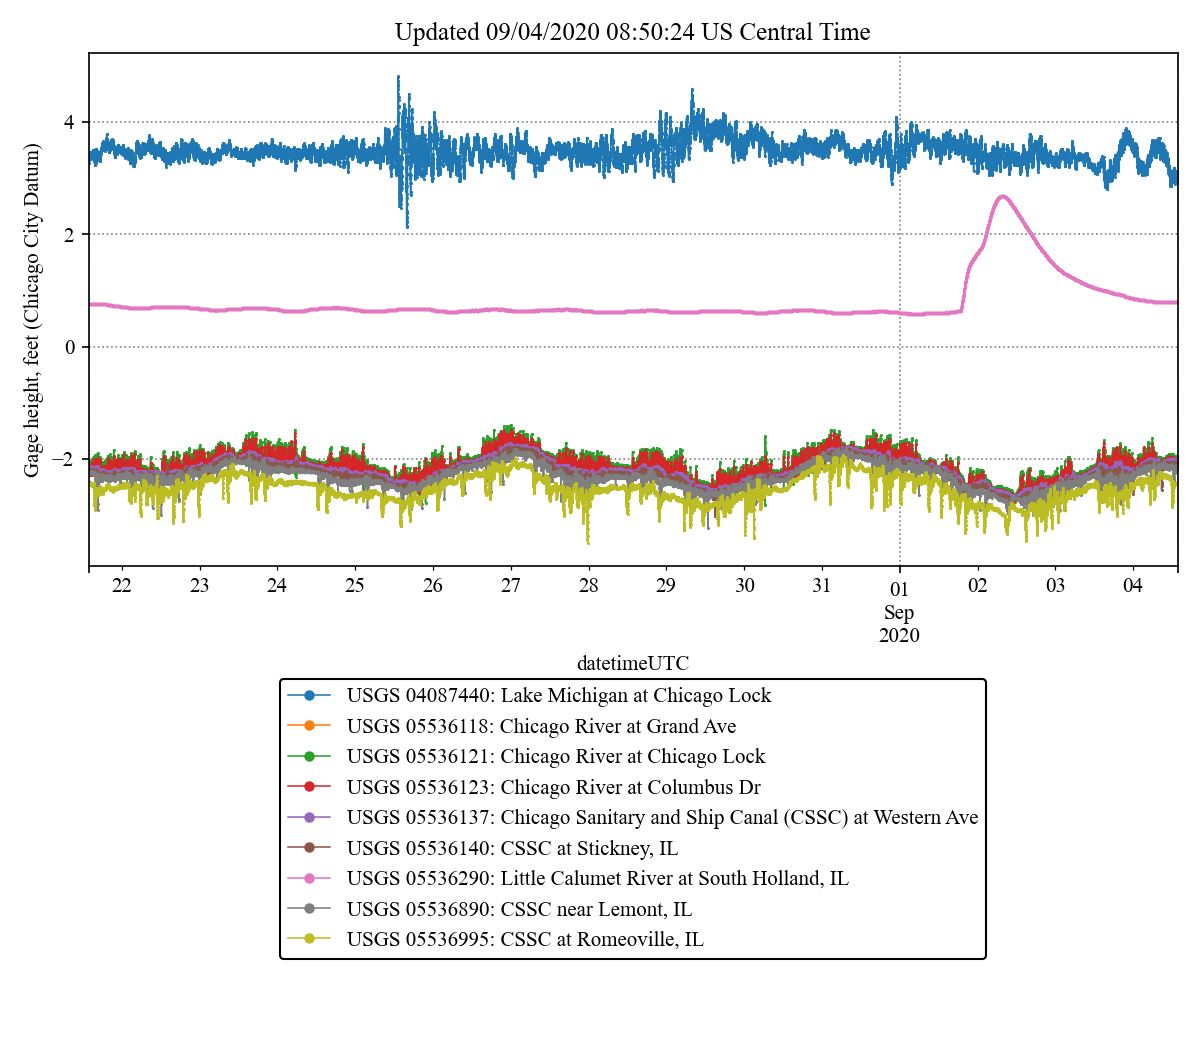 Updated 09/04/2020 08:50:24 US Central Time
Gage height, feet (Chicago City Datum)
4
2
0
−2
22 23 24 25 26 27 28 29 30 31 01 02 03 04
Sep
2020
datetimeUTC
USGS 04087440: Lake Michigan at Chicago Lock
USGS 05536118: Chicago River at Grand Ave
USGS 05536121: Chicago River at Chicago Lock
USGS 05536123: Chicago River at Columbus Dr
USGS 05536137: Chicago Sanitary and Ship Canal (CSSC) at Western Ave
USGS 05536140: CSSC at Stickney, IL
USGS 05536290: Little Calumet River at South Holland, IL
USGS 05536890: CSSC near Lemont, IL
USGS 05536995: CSSC at Romeoville, IL